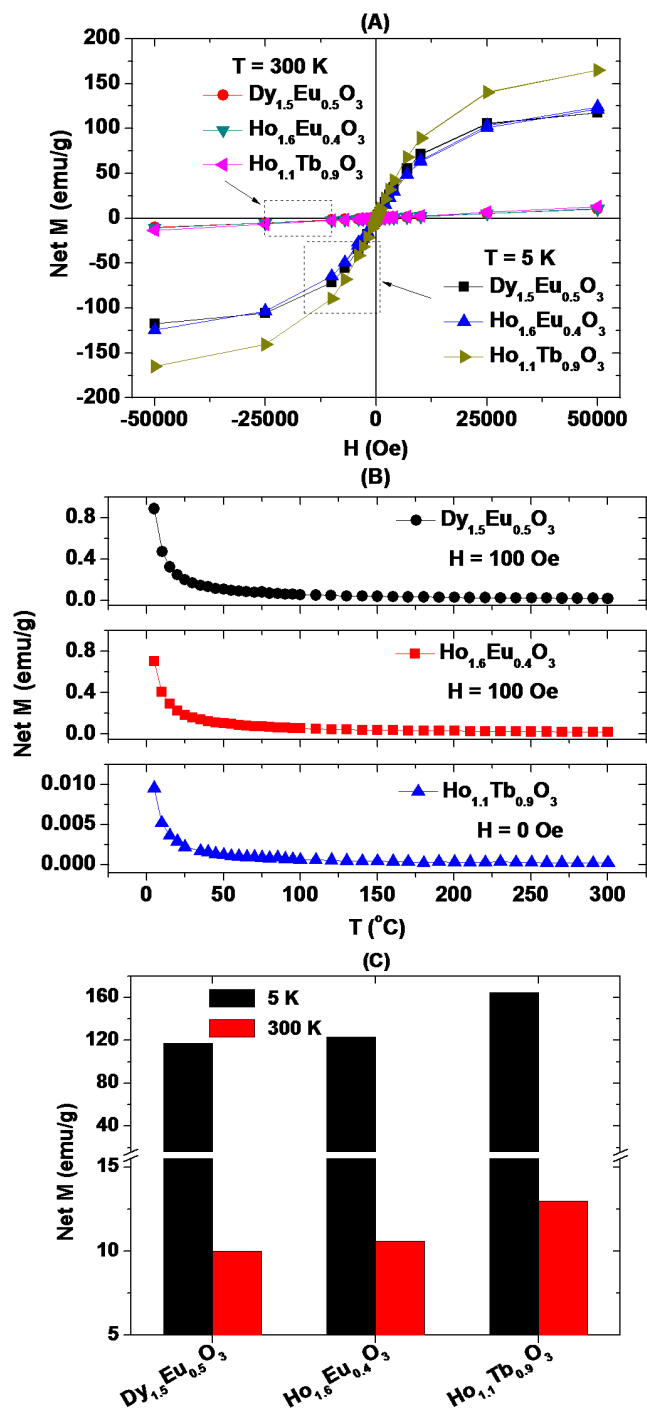 (A)
200
150
100
50
0
-50
-100
-150
-200
Net M (emu/g)
T = 300 K
Dy1.5Eu0.5O3
Ho1.6Eu0.4O3
Ho1.1Tb0.9O3
T = 5 K
Dy1.5Eu0.5O3
Ho1.6Eu0.4O3
Ho1.1Tb0.9O3
-50000 -25000 0 25000 50000
H (Oe)
(B)
Net M (emu/g)
0.8
0.4
0.0
Dy1.5Eu0.5O3
H = 100 Oe
0.8
0.4
0.0
Ho1.6Eu0.4O3
H = 100 Oe
0.010
0.005
0.000
Ho1.1Tb0.9O3
H = 0 Oe
0 50 100 150 200 250 300
T (°C)
(C)
Net M (emu/g)
160
120
80
40
15
10
5
5 K
300 K
Dy1.5Eu0.5O3
Ho1.6Eu0.4O3
Ho1.1Tb0.9O3